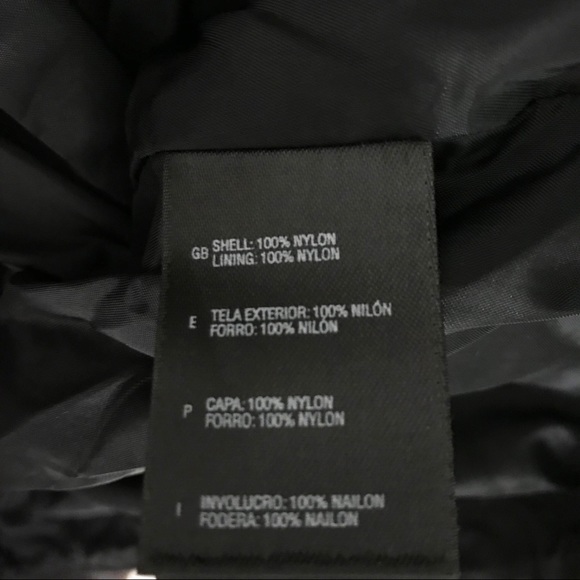 GB SHELL: 100% NYLON
LINING: 100% NYLON
E TELA EXTERIOR: 100% NILÓN
FORRO: 100% NILÓN
P CAPA: 100% NYLON
FORRO: 100% NYLON
I INVOLUCRO: 100% NAILON
FODERA: 100% NAILON